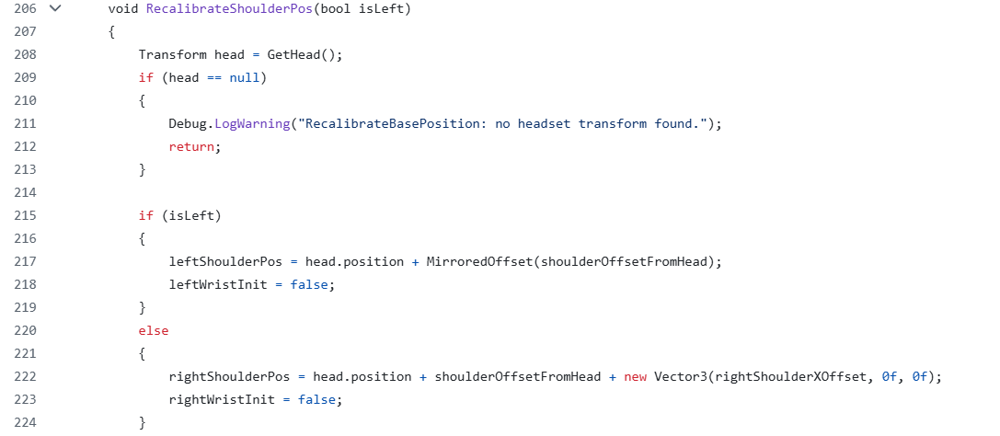 206 void RecalibrateShoulderPos(bool isLeft)
207 {
208 Transform head = GetHead();
209 if (head == null)
210 {
211 Debug.LogWarning("RecalibrateBasePosition: no headset transform found.");
212 return;
213 }
214
215 if (isLeft)
216 {
217 leftShoulderPos = head.position + MirroredOffset(shoulderOffsetFromHead);
218 leftWristInit = false;
219 }
220 else
221 {
222 rightShoulderPos = head.position + shoulderOffsetFromHead + new Vector3(rightShoulderXOffset, 0f, 0f);
223 rightWristInit = false;
224 }